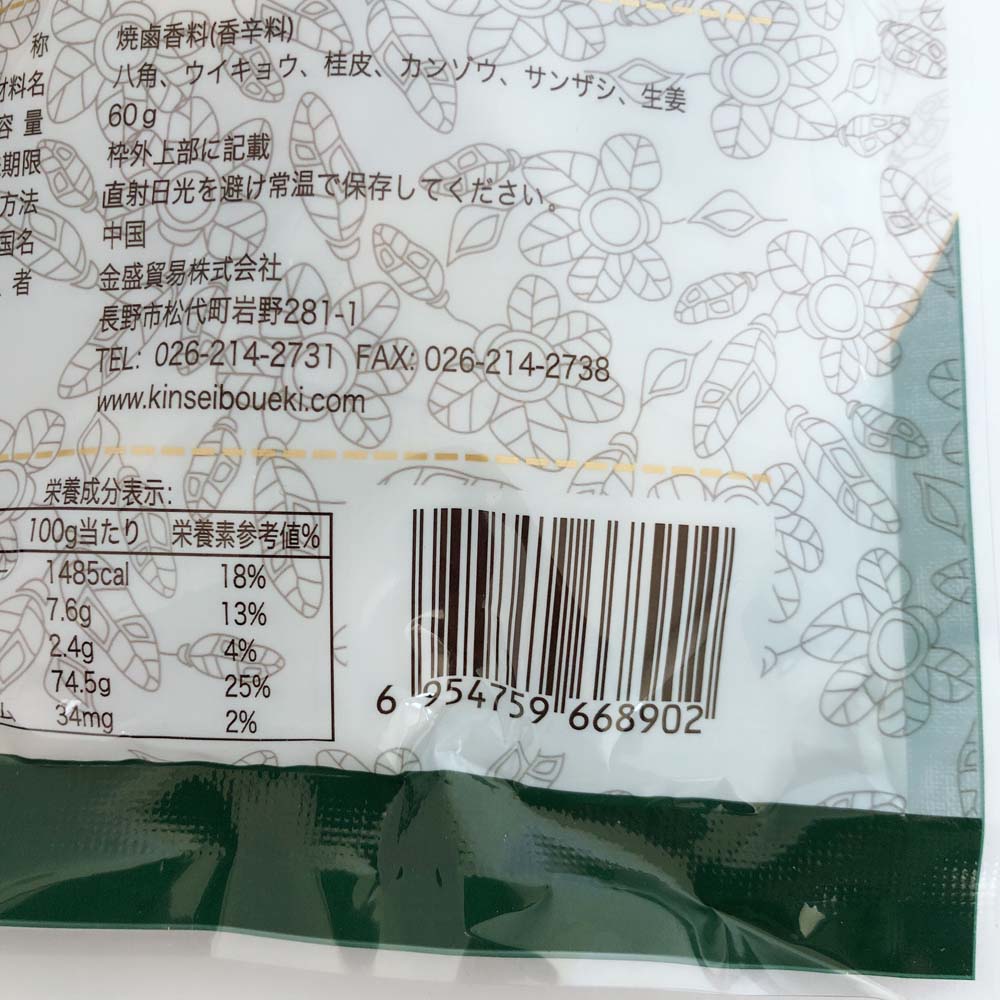 称 焼鹵香料(香辛料)
材料名 八角、ウイキョウ、桂皮、カンゾウ、サンザシ、生姜
容量 60g
期限 枠外上部に記載
方法 直射日光を避け常温で保存してください。
国名 中国
者 金盛貿易株式会社
長野市松代町岩野281-1
TEL: 026-214-2731 FAX: 026-214-2738
www.kinseiboueki.com
栄養成分表示:
100g当たり 栄養素参考値%
1485cal 18%
7.6g 13%
2.4g 4%
74.5g 25%
34mg 2%
6 954759 668902